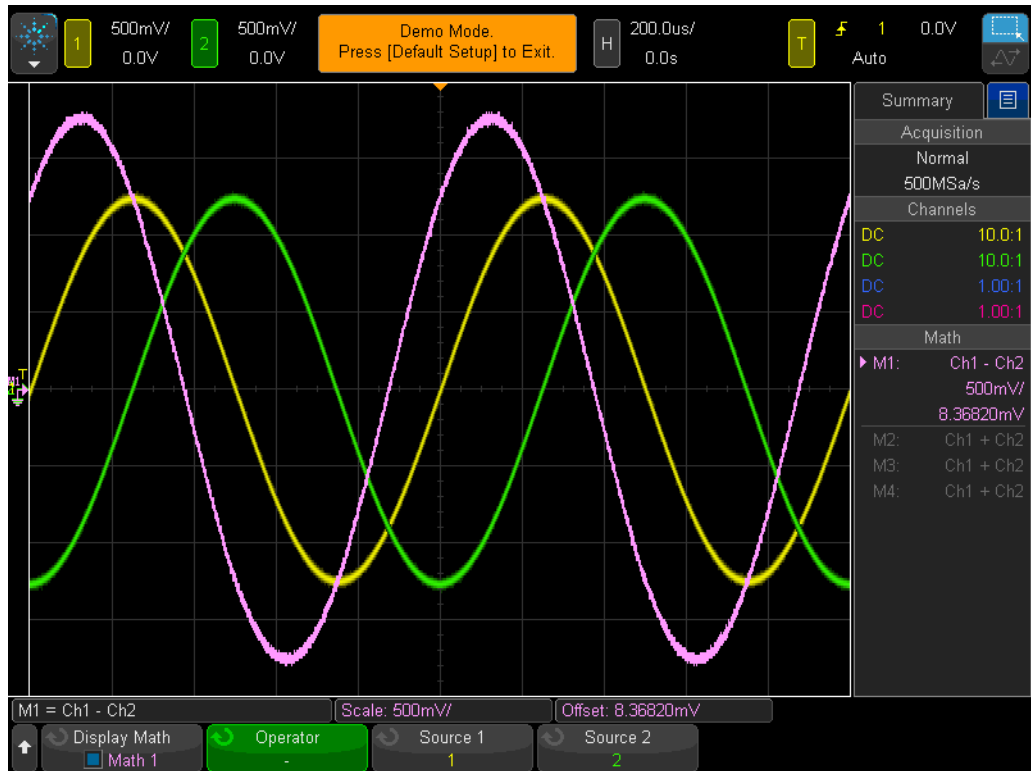 1 500mV/ 2 500mV/ Demo Mode. H 200.0us/ T 1 0.0V
0.0V 0.0V Press [Default Setup] to Exit. 0.0s Auto
Summary
Acquisition
Normal
500MSa/s
Channels
DC 10.0:1
DC 10.0:1
DC 1.00:1
DC 1.00:1
Math
T
M1: Ch1 - Ch2
500mV/
8.36820mV
M2: Ch1 + Ch2
M3: Ch1 + Ch2
M4: Ch1 + Ch2
M1 = Ch1 - Ch2 Scale: 500mV/ Offset: 8.36820mV
Display Math Operator Source 1 Source 2
Math 1 - 1 2